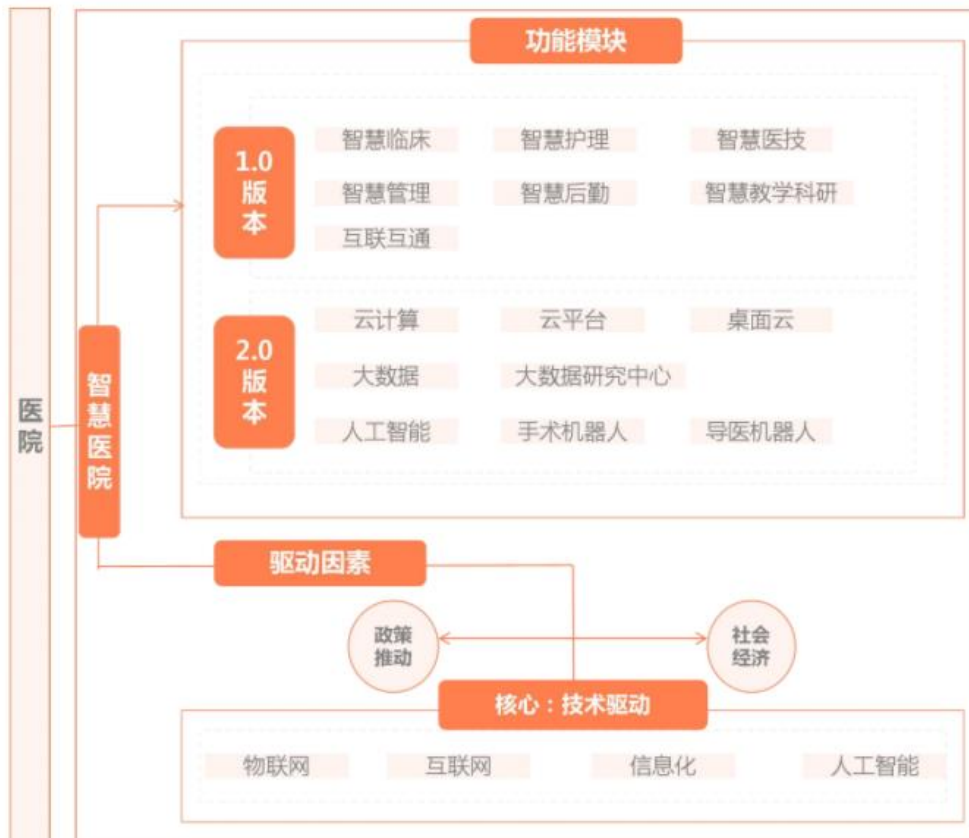 功能模块
1.0
版
本
智慧临床 智慧护理 智慧医技
智慧管理 智慧后勤 智慧教学科研
互联互通
2.0
版
本
云计算 云平台 桌面云
大数据 大数据研究中心
人工智能 手术机器人 导医机器人
医
院
智
慧
医
院
驱动因素
政策
推动
社会
经济
核心：技术驱动
物联网 互联网 信息化 人工智能